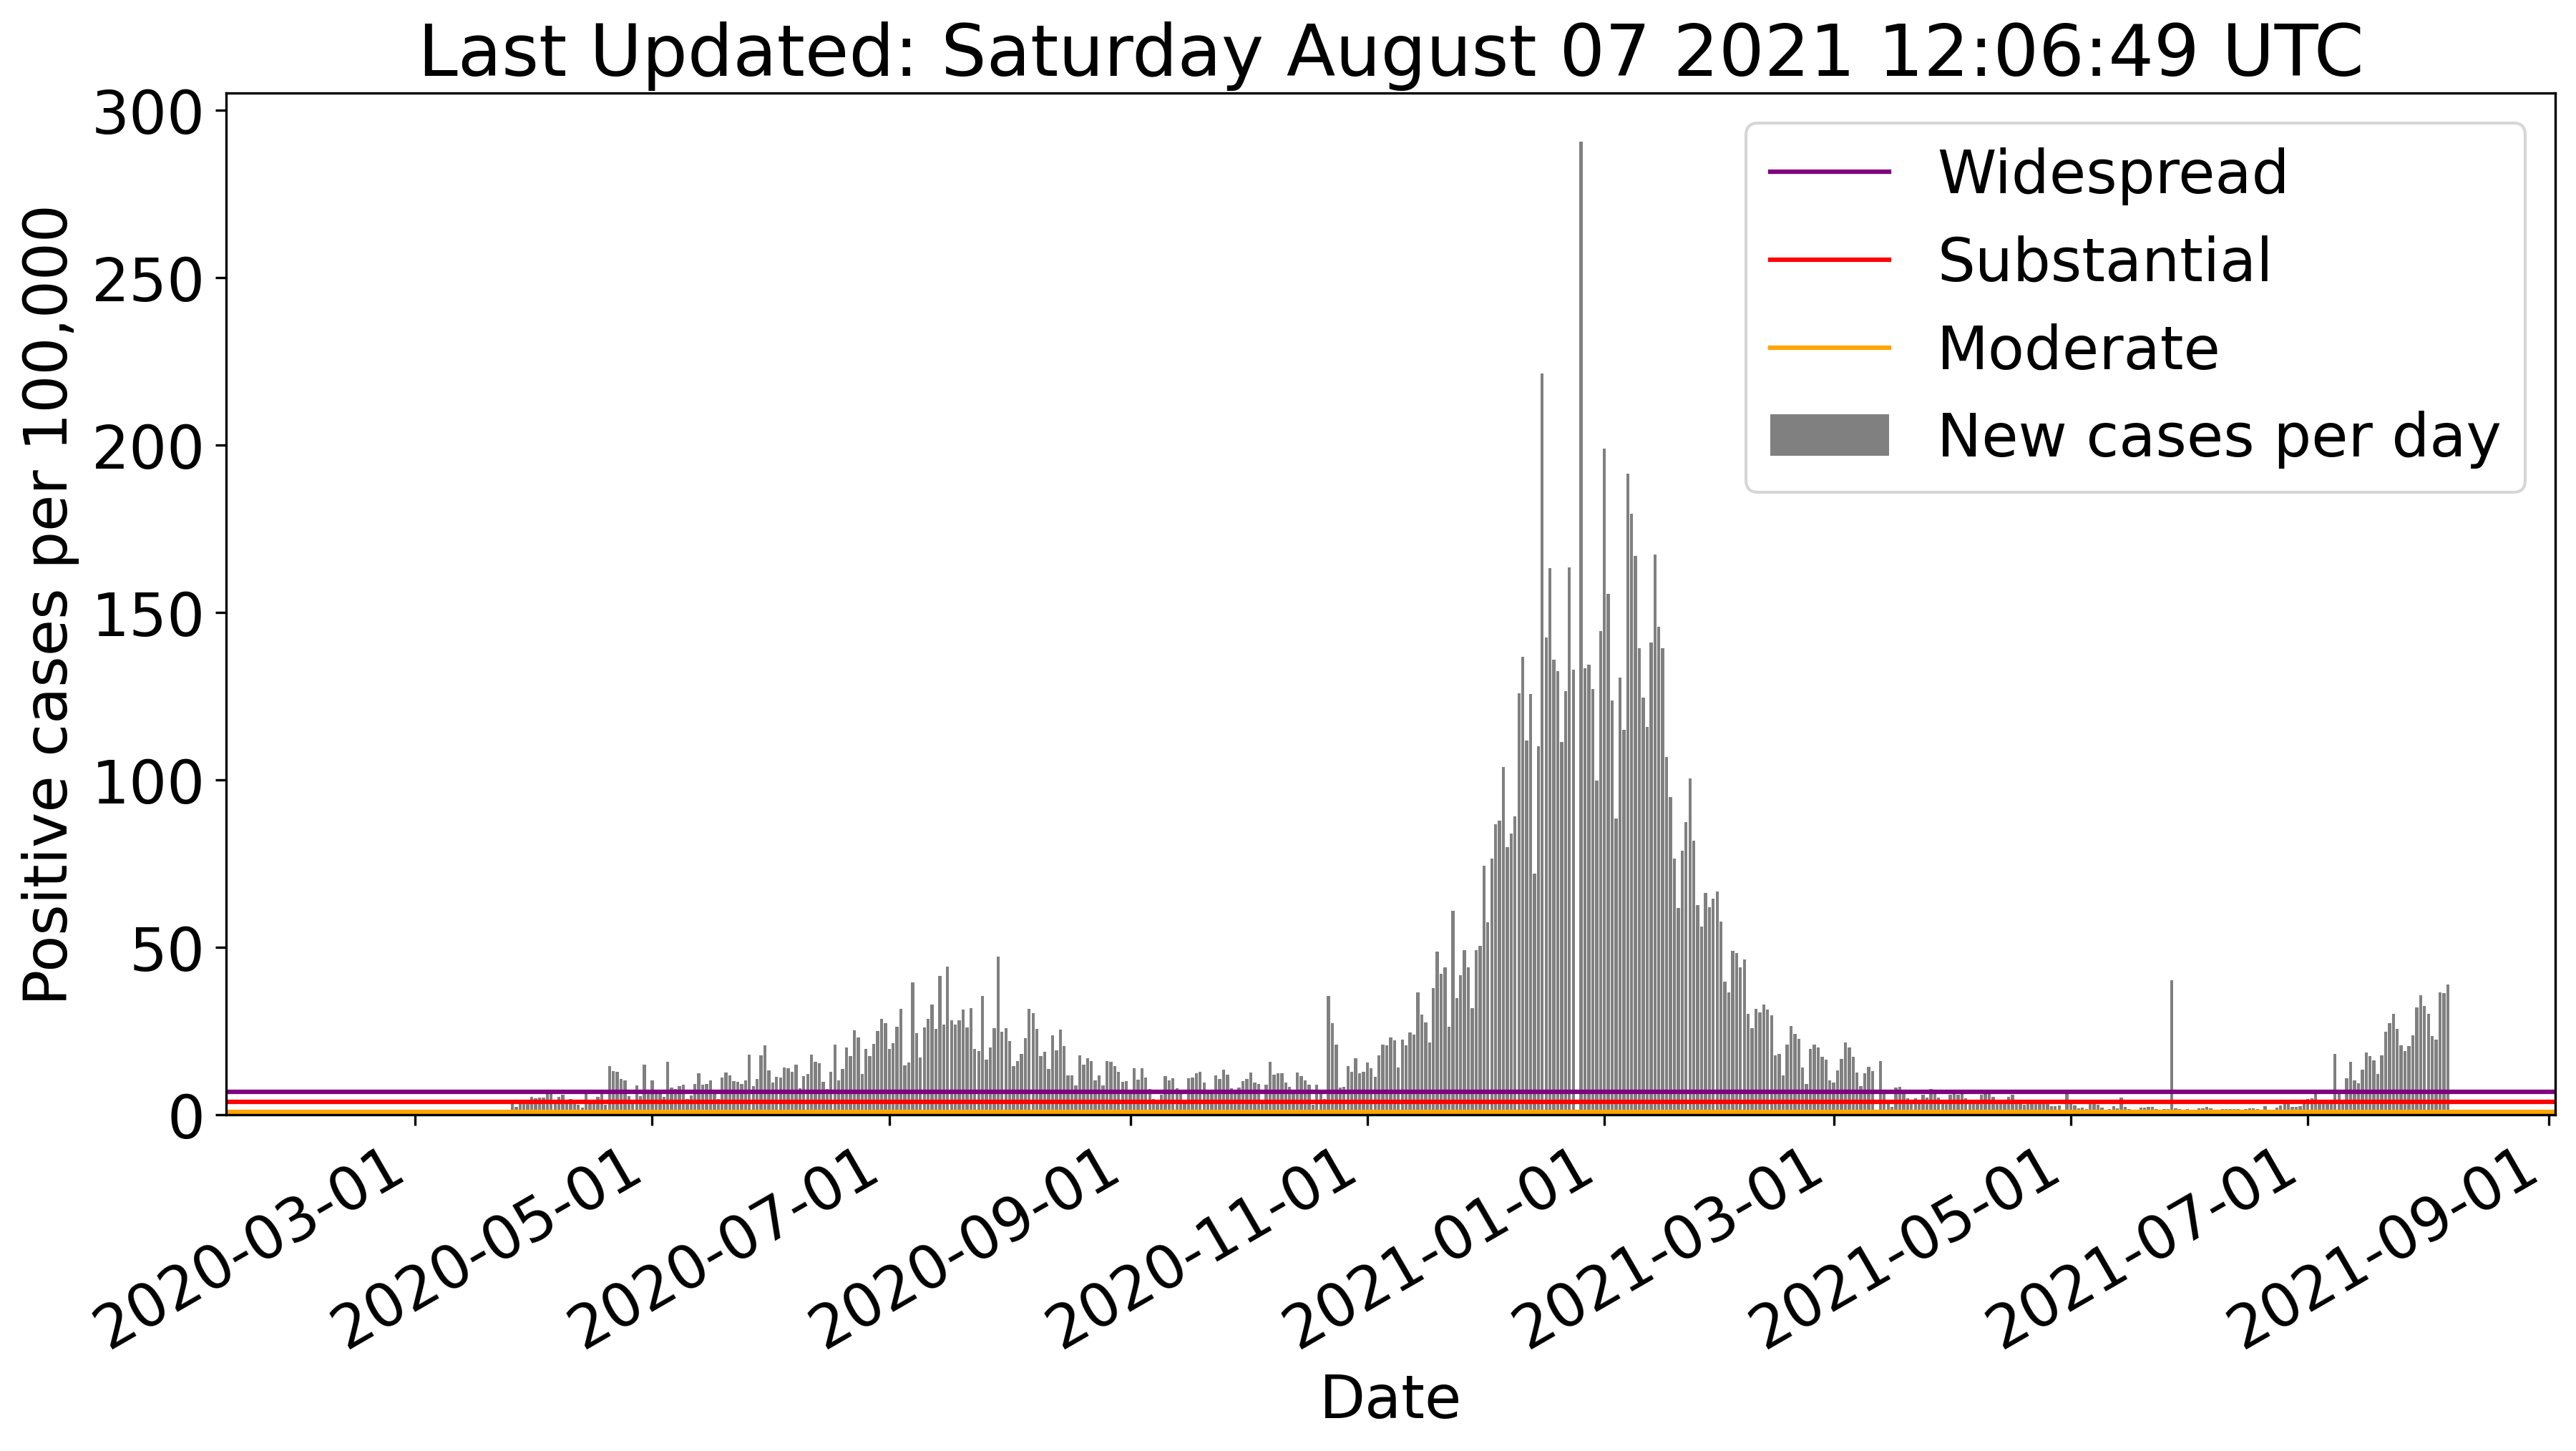 Last Updated: Saturday August 07 2021 12:06:49 UTC
Positive cases per 100,000
300
250
200
150
100
50
0
Widespread
Substantial
Moderate
New cases per day
2020-03-01
2020-05-01
2020-07-01
2020-09-01
2020-11-01
2021-01-01
2021-03-01
2021-05-01
2021-07-01
2021-09-01
Date